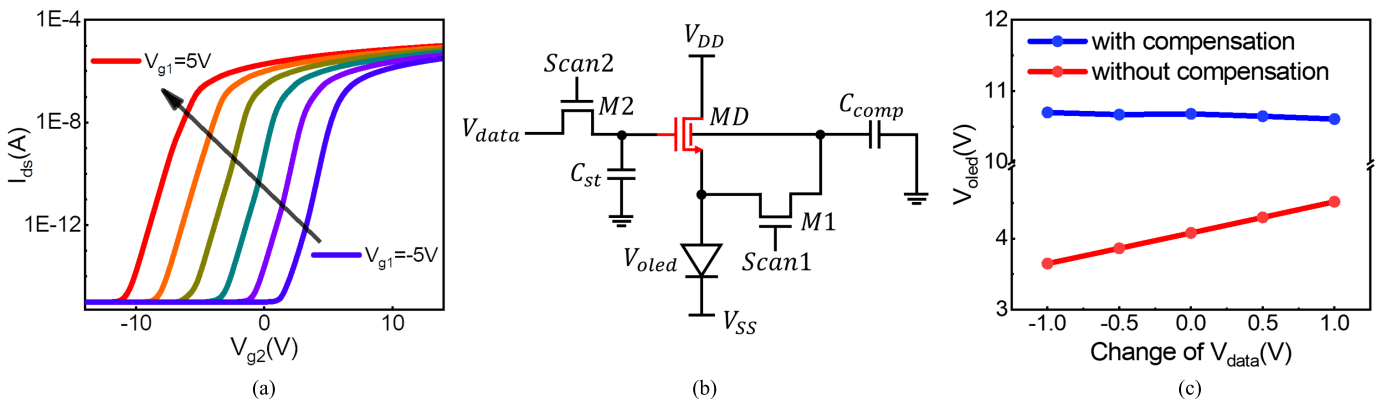 1E-4
1E-8
1E-12
I_ds(A)
V_g1=5V
V_g1=-5V
-10
0
10
V_g2(V)
(a)
V_DD
Scan2
M2
MD
C_comp
V_data
C_st
M1
V_oled
Scan1
V_SS
(b)
12
11
10
4
3
V_oled(V)
with compensation
without compensation
-1.0
-0.5
0.0
0.5
1.0
Change of V_data(V)
(c)